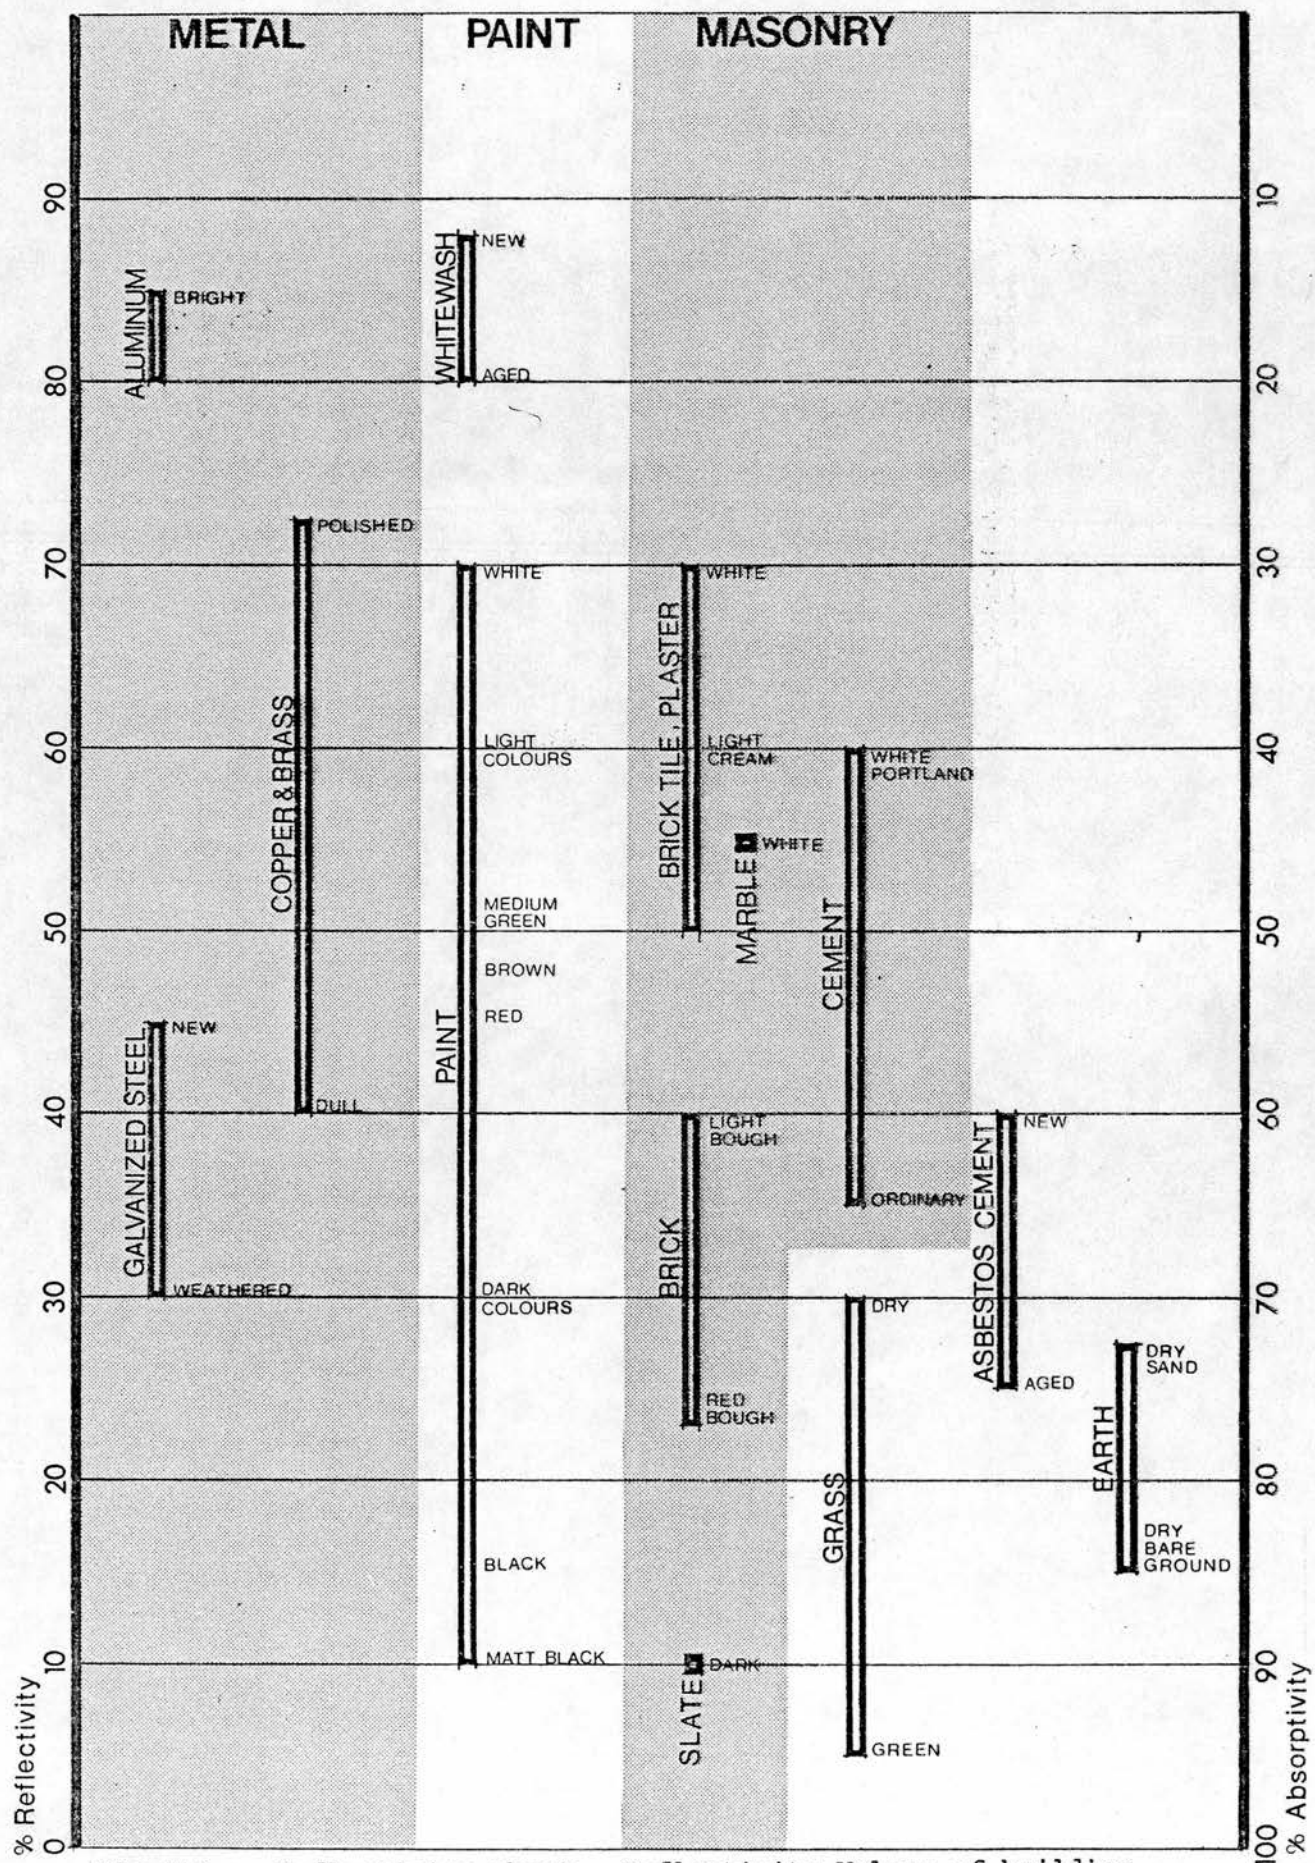 METAL
PAINT
MASONRY
90
80
70
60
50
40
30
20
10
0
% Reflectivity
ALUMINUM
BRIGHT
GALVANIZED STEEL
NEW
WEATHERED
COPPER & BRASS
POLISHED
DULL
WHITEWASH
NEW
AGED
PAINT
WHITE
LIGHT
COLOURS
MEDIUM
GREEN
BROWN
RED
DARK
COLOURS
BLACK
MATT BLACK
BRICK TILE, PLASTER
WHITE
LIGHT
CREAM
MARBLE
WHITE
BRICK
LIGHT
BOUGH
RED
BOUGH
SLATE
DARK
CEMENT
WHITE
PORTLAND
ORDINARY
GRASS
DRY
GREEN
ASBESTOS CEMENT
NEW
AGED
EARTH
DRY
SAND
DRY
BARE
GROUND
10
20
30
40
50
60
70
80
90
100
% Absorptivity